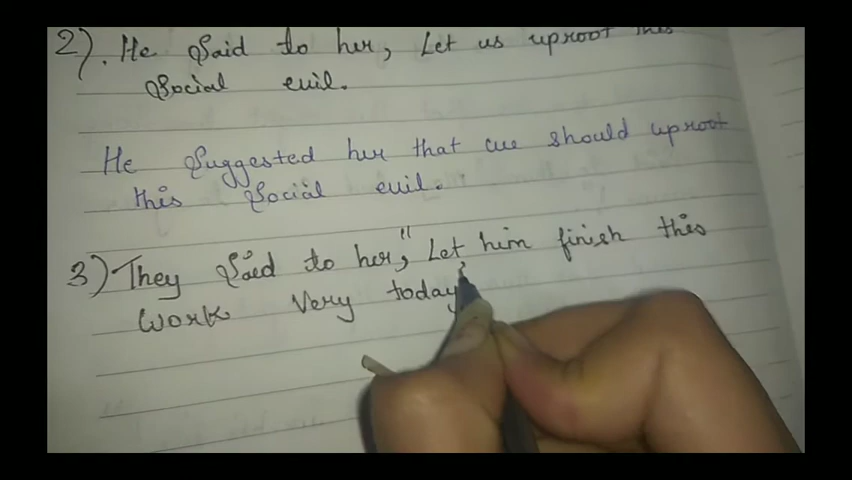 2). He Said to her, Let us uproot this
Social evil.
He Suggested her that we should uproot
this Social evil.
3) They Said to her, " Let him finish this
work Very today